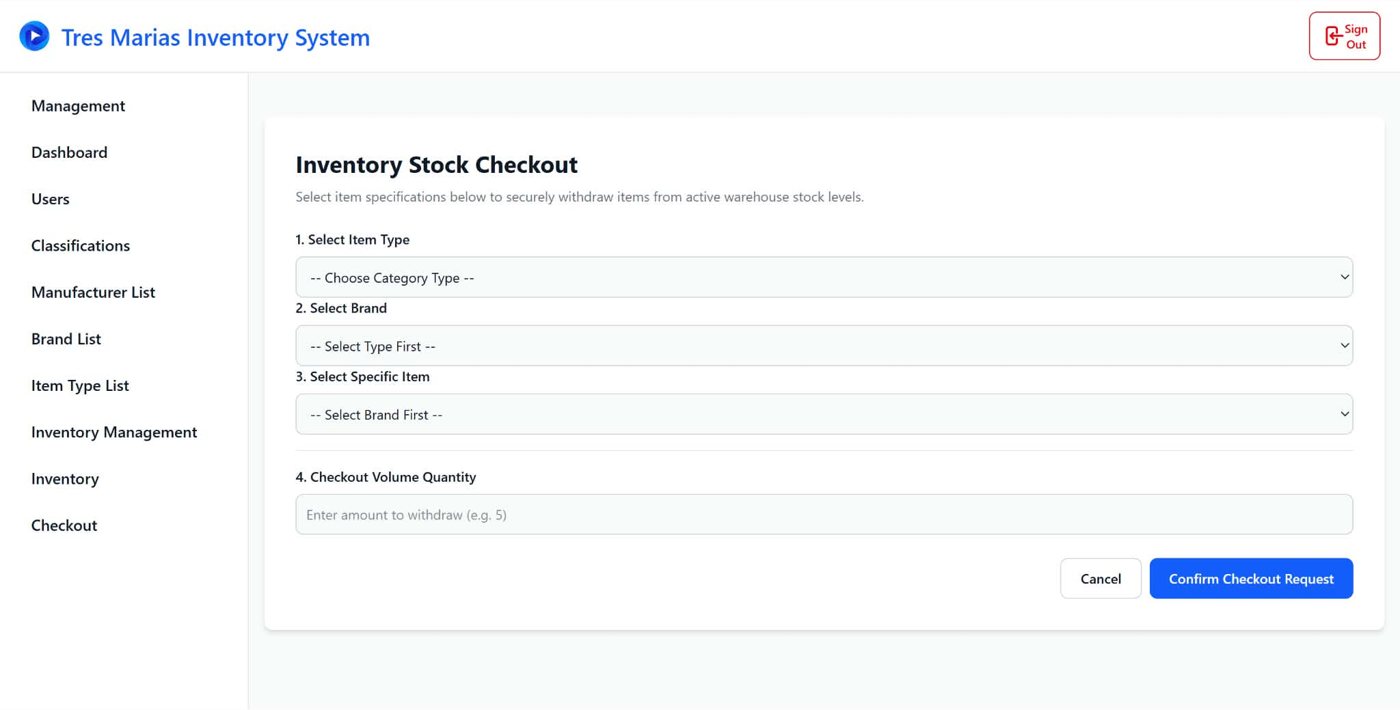 Tres Marias Inventory System
Sign
Out
Management
Dashboard
Users
Classifications
Manufacturer List
Brand List
Item Type List
Inventory Management
Inventory
Checkout
Inventory Stock Checkout
Select item specifications below to securely withdraw items from active warehouse stock levels.
1. Select Item Type
-- Choose Category Type --
2. Select Brand
-- Select Type First --
3. Select Specific Item
-- Select Brand First --
4. Checkout Volume Quantity
Enter amount to withdraw (e.g. 5)
Cancel
Confirm Checkout Request